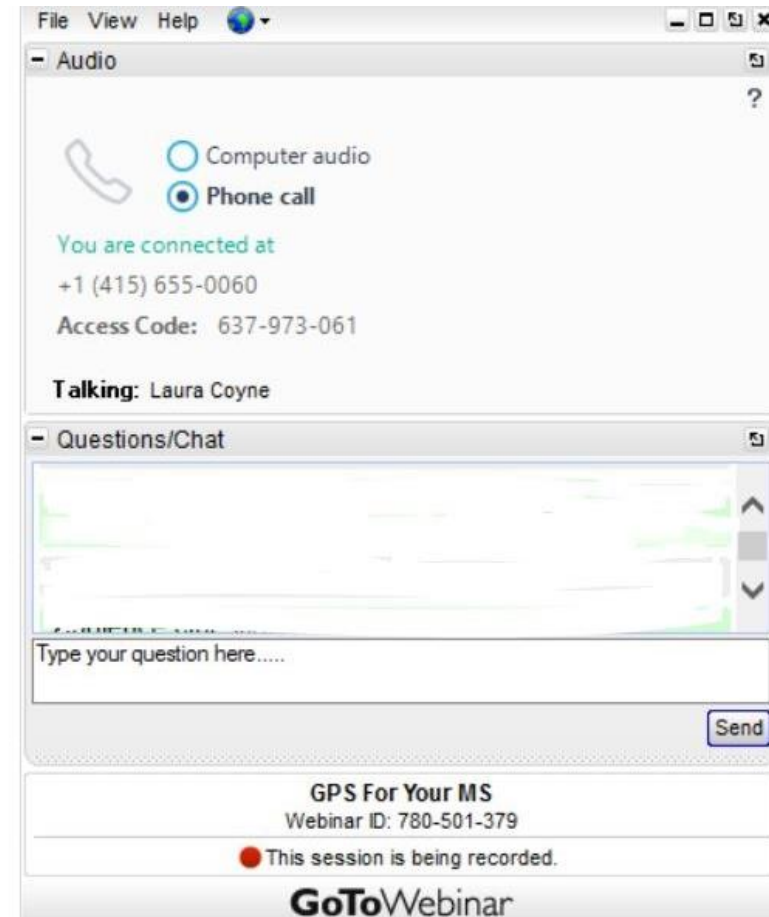 File View Help
Audio
?
Computer audio
Phone call
You are connected at
+1 (415) 655-0060
Access Code: 637-973-061
Talking: Laura Coyne
Questions/Chat
Type your question here.....
Send
GPS For Your MS
Webinar ID: 780-501-379
This session is being recorded.
GoToWebinar